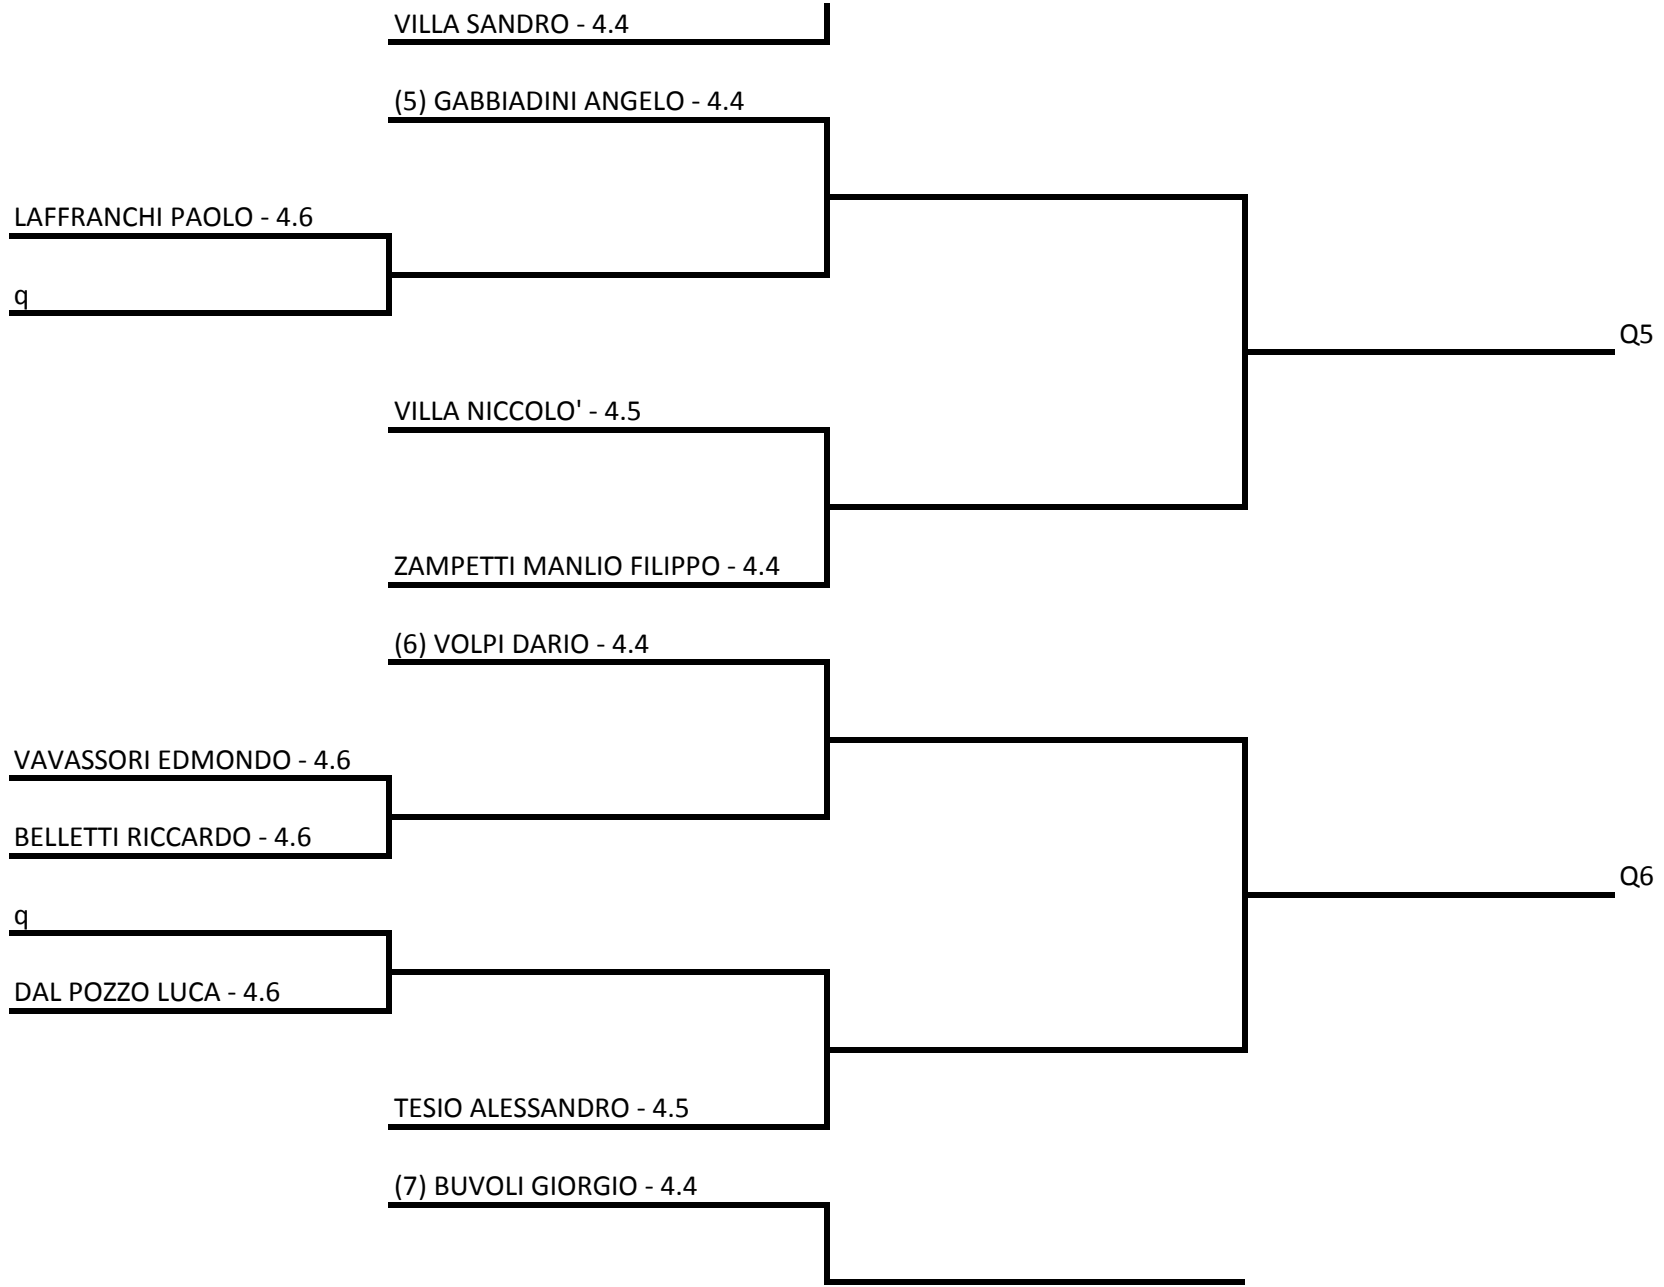 VILLA SANDRO - 4.4
(5) GABBIADINI ANGELO - 4.4
LAFFRANCHI PAOLO - 4.6
q
Q5
VILLA NICCOLO' - 4.5
ZAMPETTI MANLIO FILIPPO - 4.4
(6) VOLPI DARIO - 4.4
VAVASSORI EDMONDO - 4.6
BELLETTI RICCARDO - 4.6
Q6
q
DAL POZZO LUCA - 4.6
TESIO ALESSANDRO - 4.5
(7) BUVOLI GIORGIO - 4.4